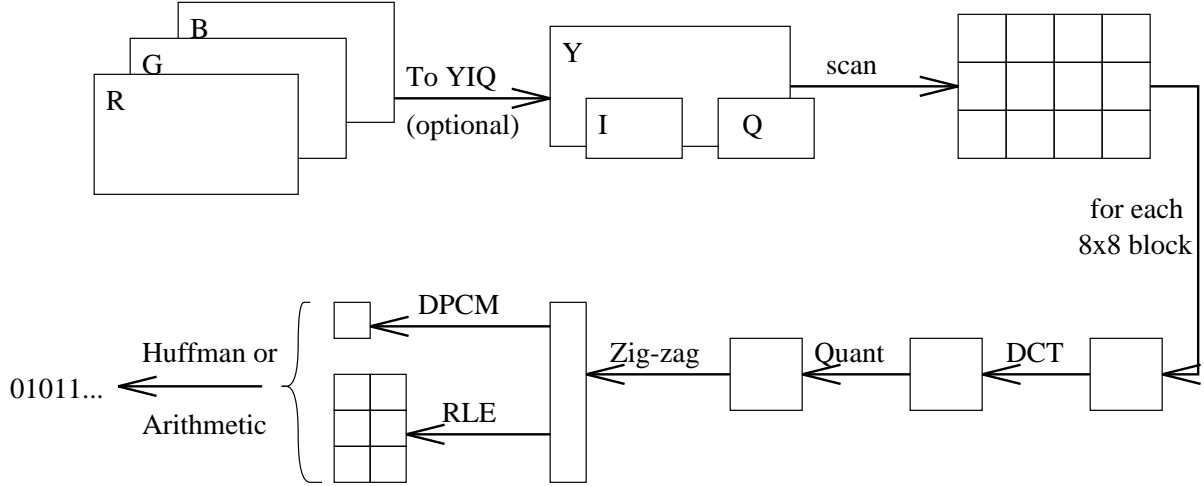 B
G
R
To YIQ
(optional)
Y
I
Q
scan
for each
8x8 block
DCT
Quant
Zig-zag
DPCM
RLE
Huffman or
Arithmetic
01011...